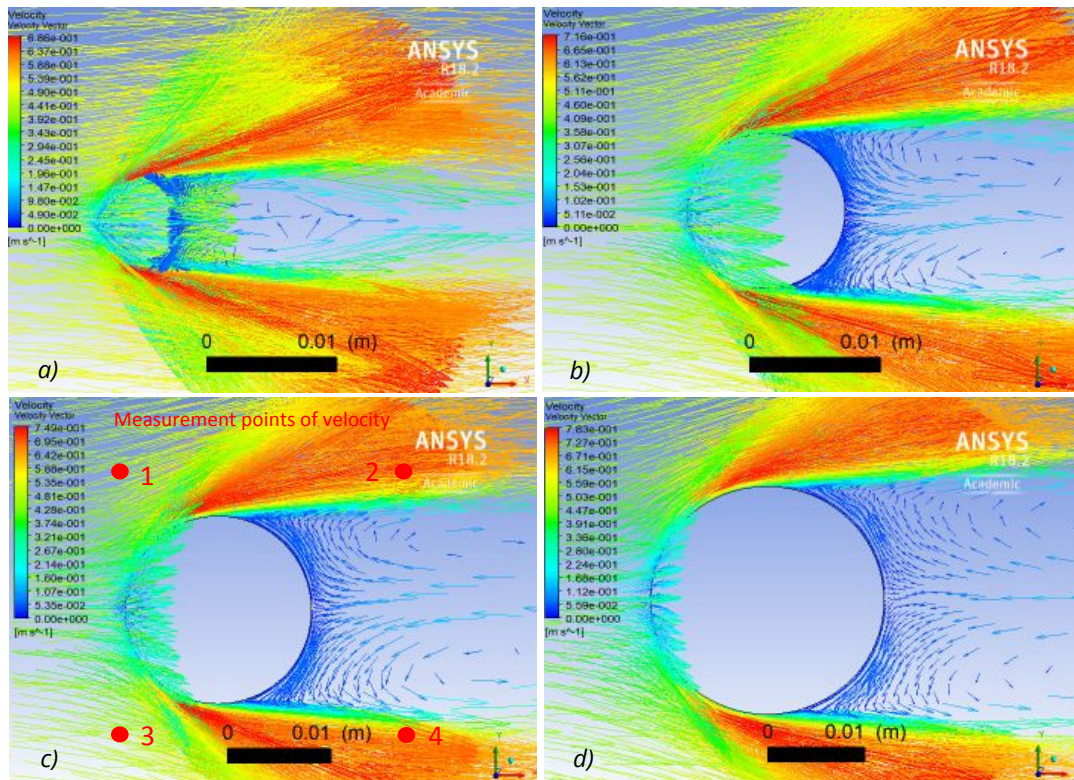 Velocity
Velocity Vector
6.86e-001
6.37e-001
5.88e-001
5.39e-001
4.90e-001
4.41e-001
3.92e-001
3.43e-001
2.94e-001
2.45e-001
1.96e-001
1.47e-001
9.80e-002
4.90e-002
0.00e+000
[m s^-1]
ANSYS
R18.2
Academic
0 0.01 (m)
Y
X
Z
a)
Velocity
Velocity Vector
7.16e-001
6.65e-001
6.13e-001
5.62e-001
5.11e-001
4.60e-001
4.09e-001
3.58e-001
3.07e-001
2.56e-001
2.04e-001
1.53e-001
1.02e-001
5.11e-002
0.00e+000
[m s^-1]
ANSYS
R18.2
Academic
0 0.01 (m)
b)
Velocity
Velocity Vector
7.49e-001
6.95e-001
6.42e-001
5.88e-001
5.35e-001
4.81e-001
4.28e-001
3.74e-001
3.21e-001
2.67e-001
2.14e-001
1.60e-001
1.07e-001
5.35e-002
0.00e+000
[m s^-1]
Measurement points of velocity
ANSYS
R18.2
Academic
1
2
3
4
0 0.01 (m)
c)
Velocity
Velocity Vector
7.83e-001
7.27e-001
6.71e-001
6.15e-001
5.59e-001
5.03e-001
4.47e-001
3.91e-001
3.36e-001
2.80e-001
2.24e-001
1.68e-001
1.12e-001
5.59e-002
0.00e+000
[m s^-1]
ANSYS
R18.2
Academic
0 0.01 (m)
d)